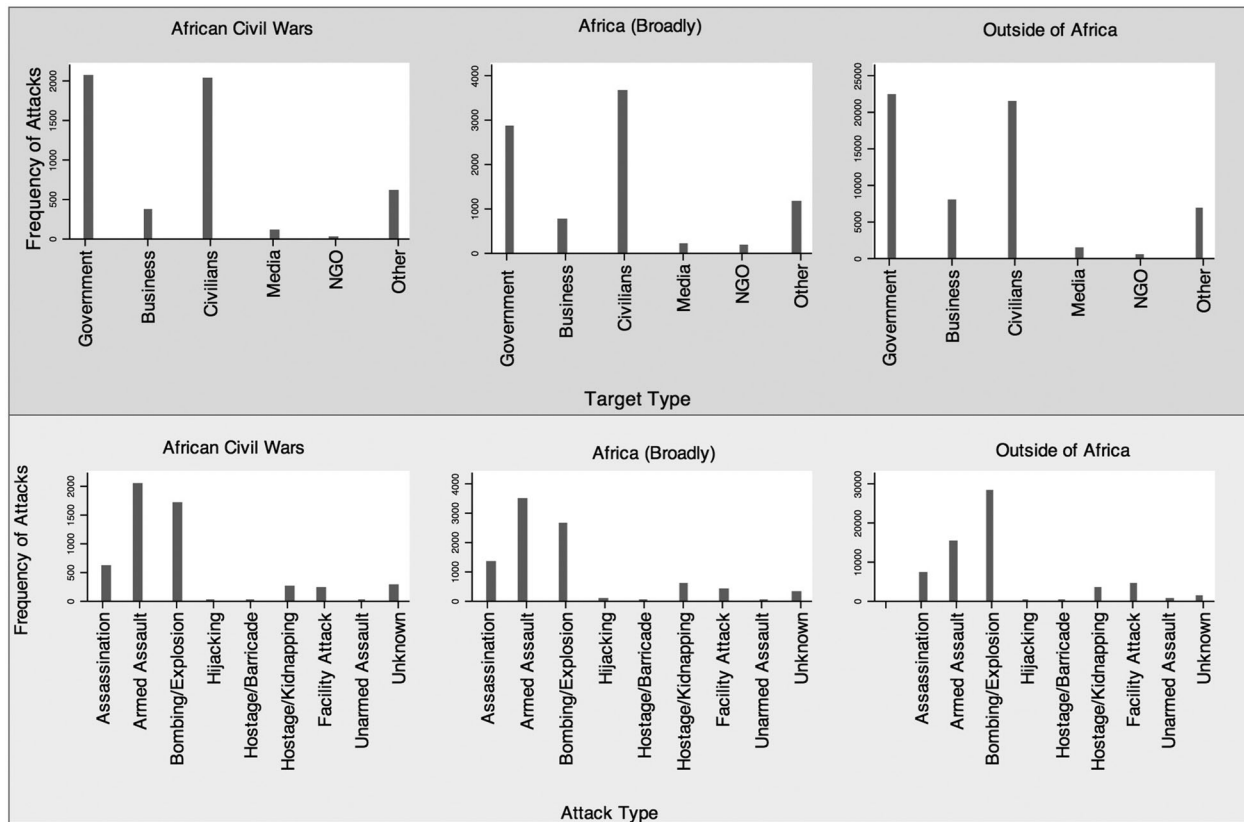 African Civil Wars
Africa (Broadly)
Outside of Africa
Frequency of Attacks
2000
1500
1000
500
0
Government
Business
Civilians
Media
NGO
Other
4000
3000
2000
1000
0
Government
Business
Civilians
Media
NGO
Other
25000
20000
15000
10000
5000
0
Government
Business
Civilians
Media
NGO
Other
Target Type
African Civil Wars
Africa (Broadly)
Outside of Africa
Frequency of Attacks
2000
1500
1000
500
0
Assassination
Armed Assault
Bombing/Explosion
Hijacking
Hostage/Barricade
Hostage/Kidnapping
Facility Attack
Unarmed Assault
Unknown
4000
3000
2000
1000
0
Assassination
Armed Assault
Bombing/Explosion
Hijacking
Hostage/Barricade
Hostage/Kidnapping
Facility Attack
Unarmed Assault
Unknown
30000
20000
10000
0
Assassination
Armed Assault
Bombing/Explosion
Hijacking
Hostage/Barricade
Hostage/Kidnapping
Facility Attack
Unarmed Assault
Unknown
Attack Type